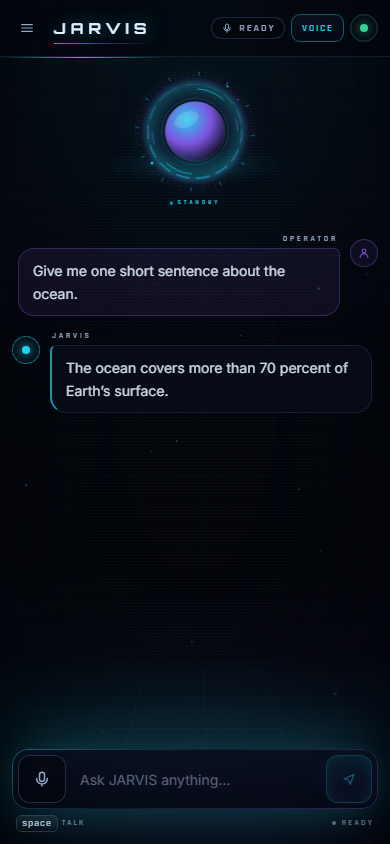 JARVIS
READY
VOICE
STANDBY
OPERATOR
Give me one short sentence about the
ocean.
JARVIS
The ocean covers more than 70 percent of
Earth's surface.
Ask JARVIS anything...
space TALK
READY